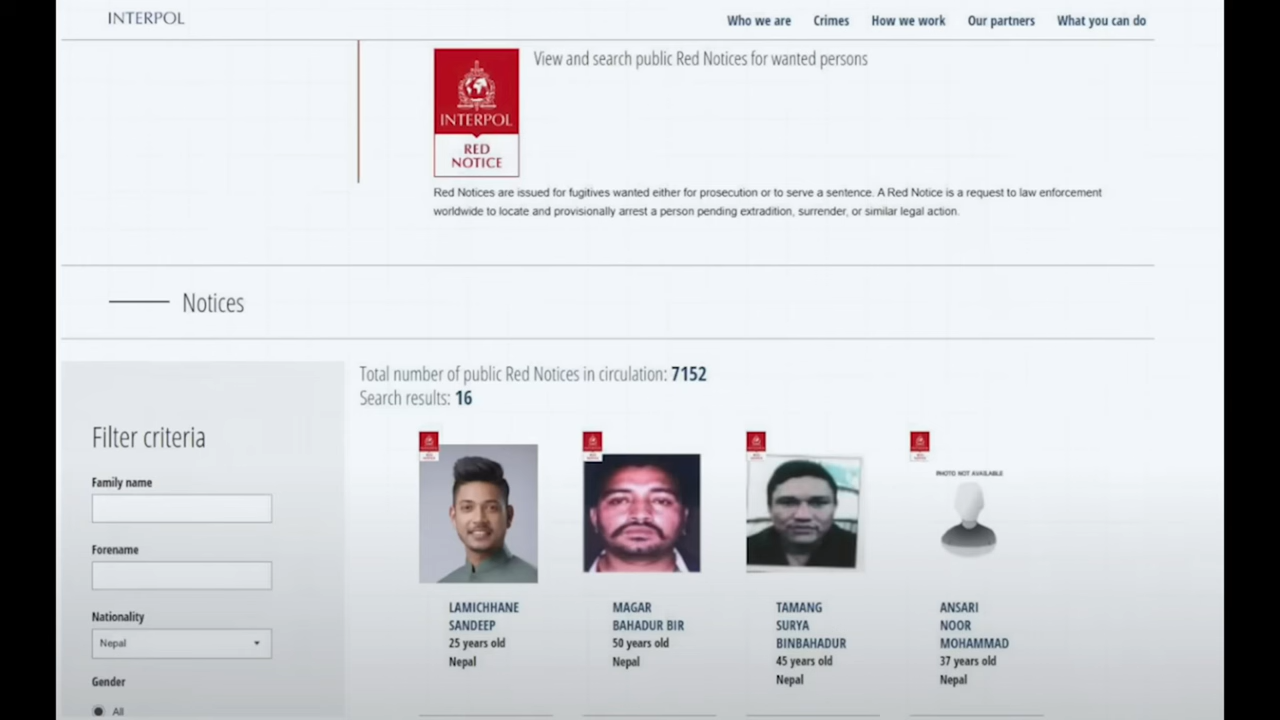 INTERPOL
Who we are
Crimes
How we work
Our partners
What you can do
INTERPOL
RED
NOTICE
View and search public Red Notices for wanted persons
Red Notices are issued for fugitives wanted either for prosecution or to serve a sentence. A Red Notice is a request to law enforcement
worldwide to locate and provisionally arrest a person pending extradition, surrender, or similar legal action.
Notices
Total number of public Red Notices in circulation: 7152
Search results: 16
Filter criteria
Family name
Forename
Nationality
Nepal
Gender
All
LAMICHHANE
SANDEEP
25 years old
Nepal
MAGAR
BAHADUR BIR
50 years old
Nepal
TAMANG
SURYA
BINBAHADUR
45 years old
Nepal
PHOTO NOT AVAILABLE
ANSARI
NOOR
MOHAMMAD
37 years old
Nepal